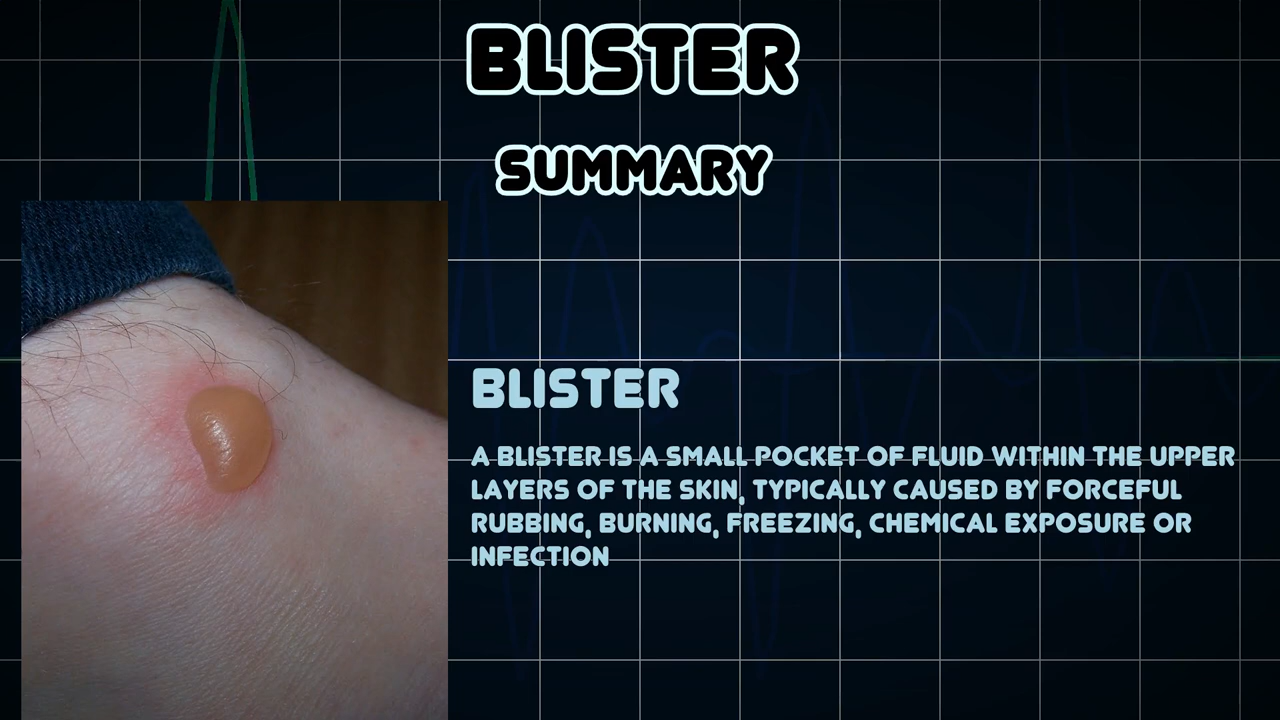 BLISTER
SUMMARY
BLISTER
A BLISTER IS A SMALL POCKET OF FLUID WITHIN THE UPPER
LAYERS OF THE SKIN, TYPICALLY CAUSED BY FORCEFUL
RUBBING, BURNING, FREEZING, CHEMICAL EXPOSURE OR
INFECTION